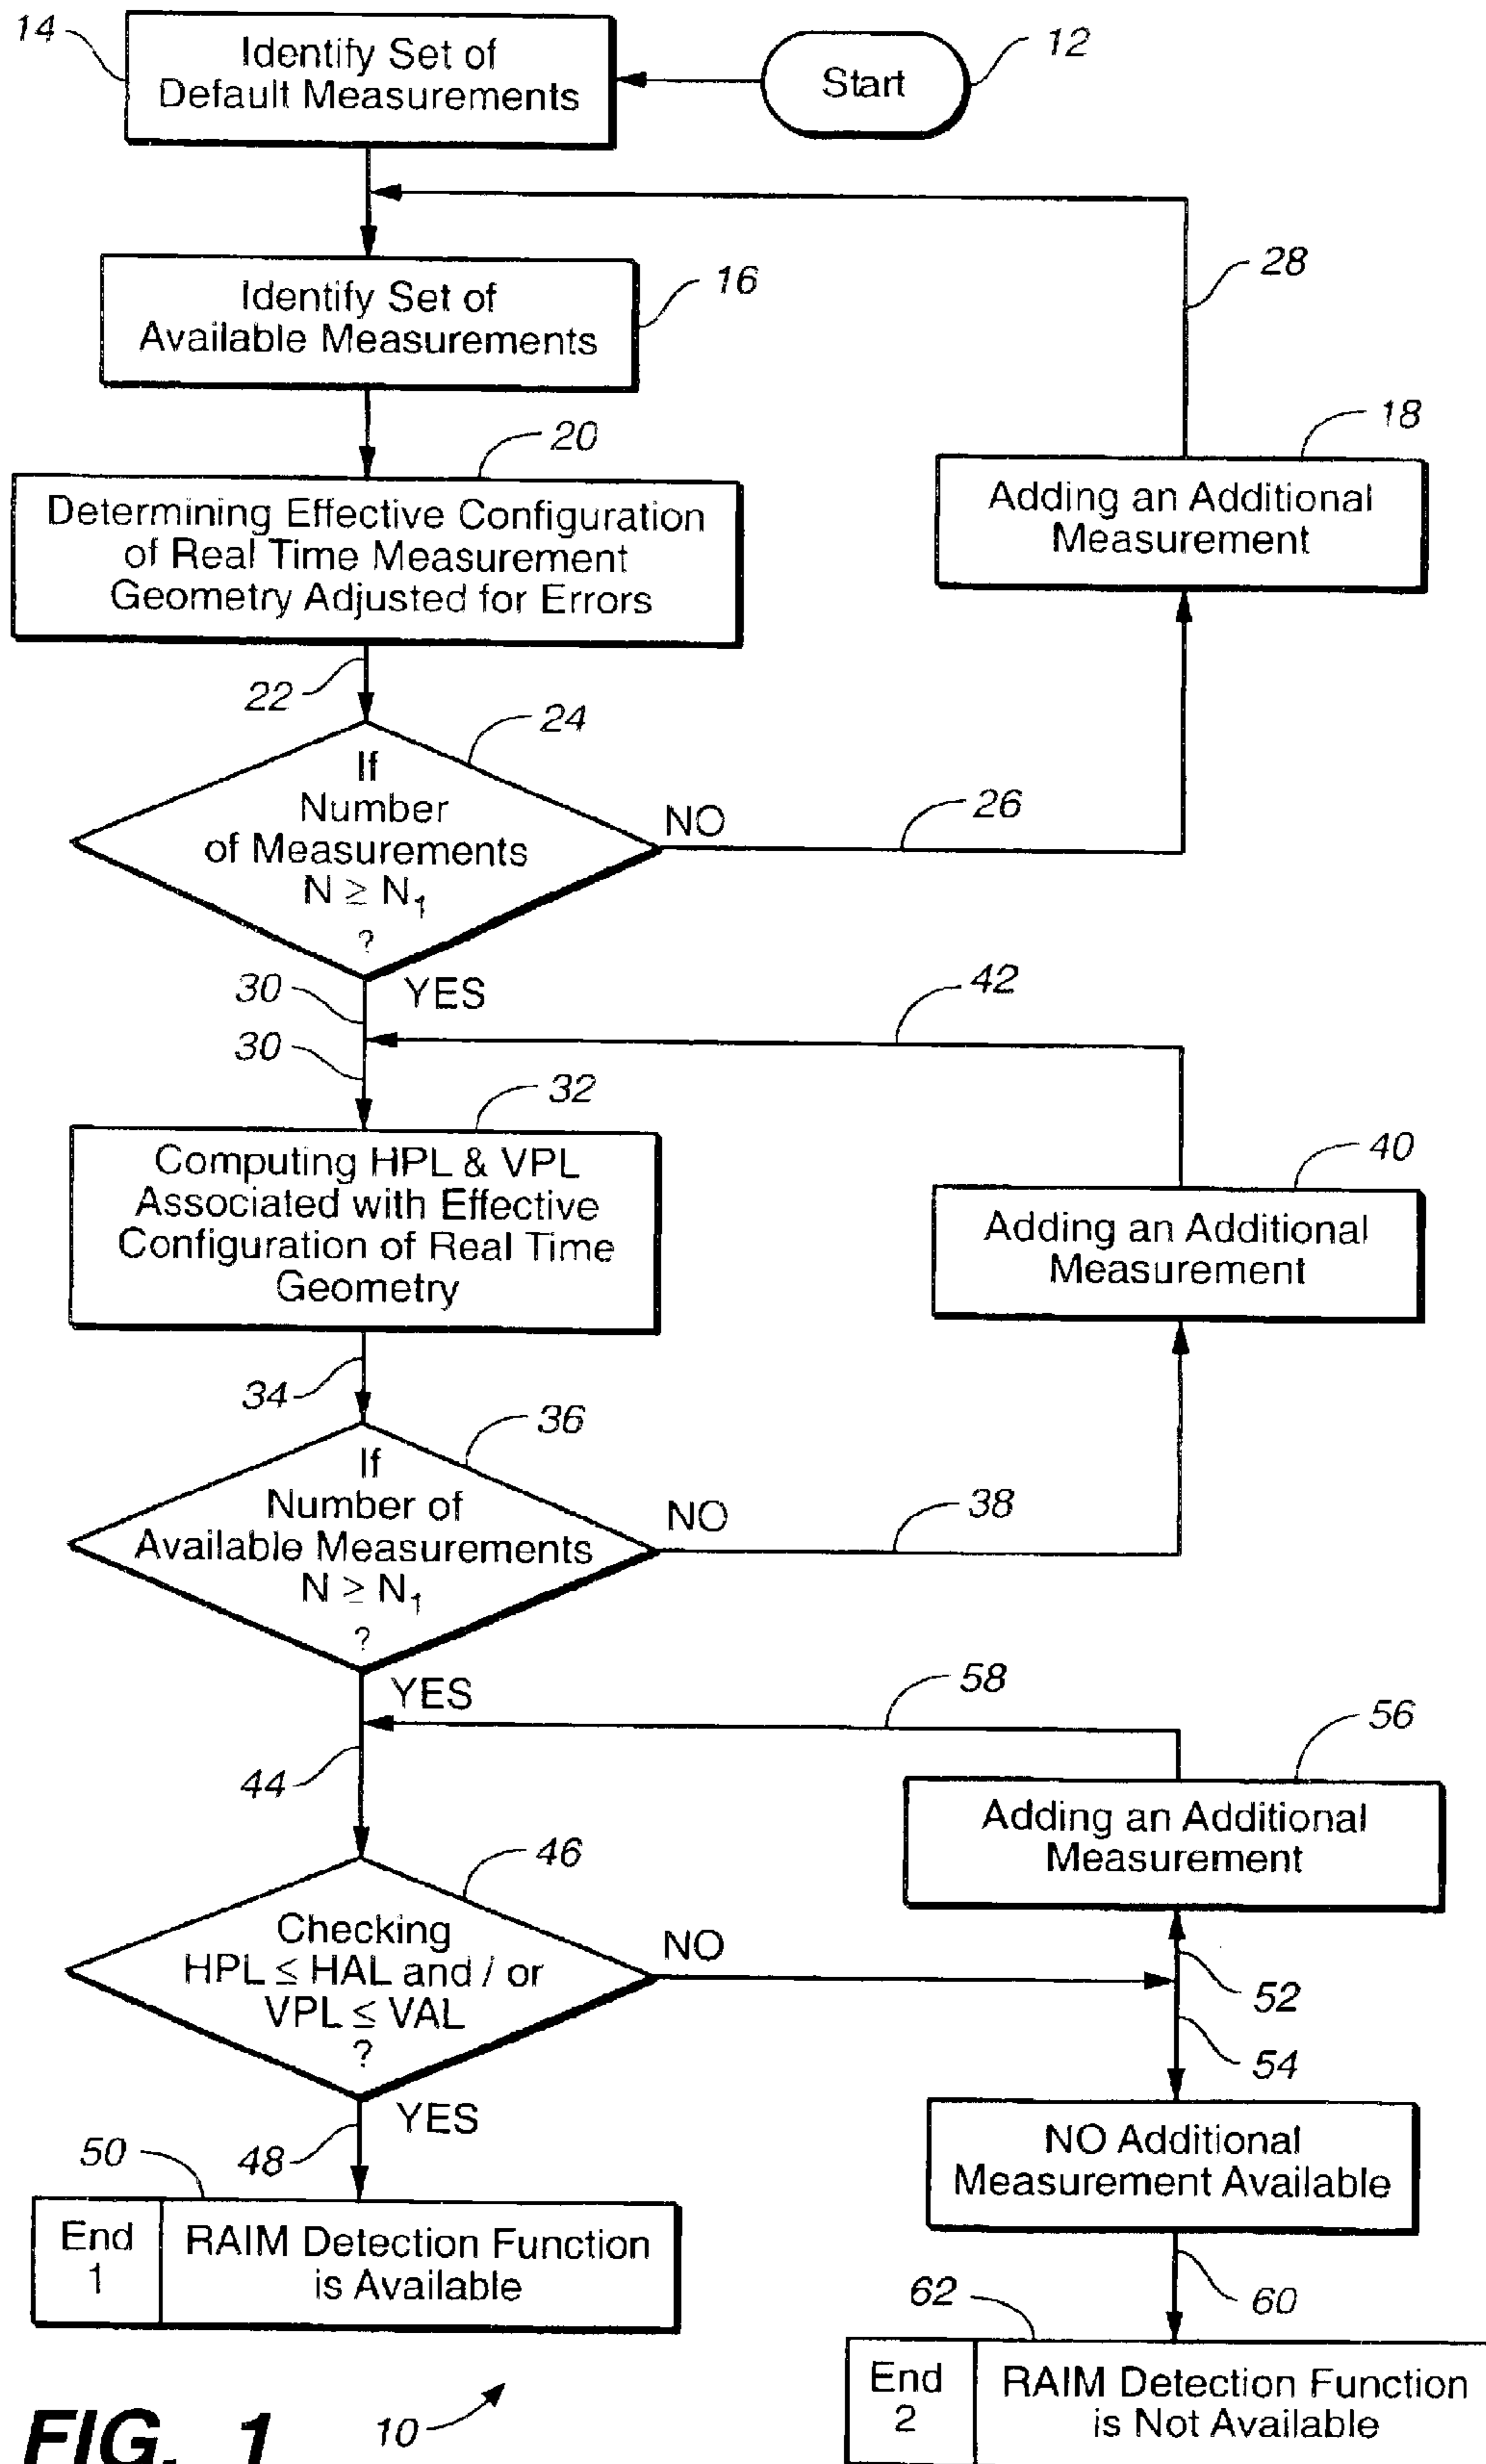 14
Identify Set of
Default Measurements
Start
12
Identify Set of
Available Measurements
16
28
20
Determining Effective Configuration
of Real Time Measurement
Geometry Adjusted for Errors
18
Adding an Additional
Measurement
22
24
If
Number
of Measurements
N ≥ N₁
?
NO
26
YES
30
30
42
32
Computing HPL & VPL
Associated with Effective
Configuration of Real Time
Geometry
40
Adding an Additional
Measurement
34
36
If
Number of
Available Measurements
N ≥ N₁
?
NO
38
YES
58
44
56
Adding an Additional
Measurement
46
Checking
HPL ≤ HAL and / or
VPL ≤ VAL
?
NO
52
54
YES
48
NO Additional
Measurement Available
50
End
1
RAIM Detection Function
is Available
60
62
End
2
RAIM Detection Function
is Not Available
FIG. 1
10